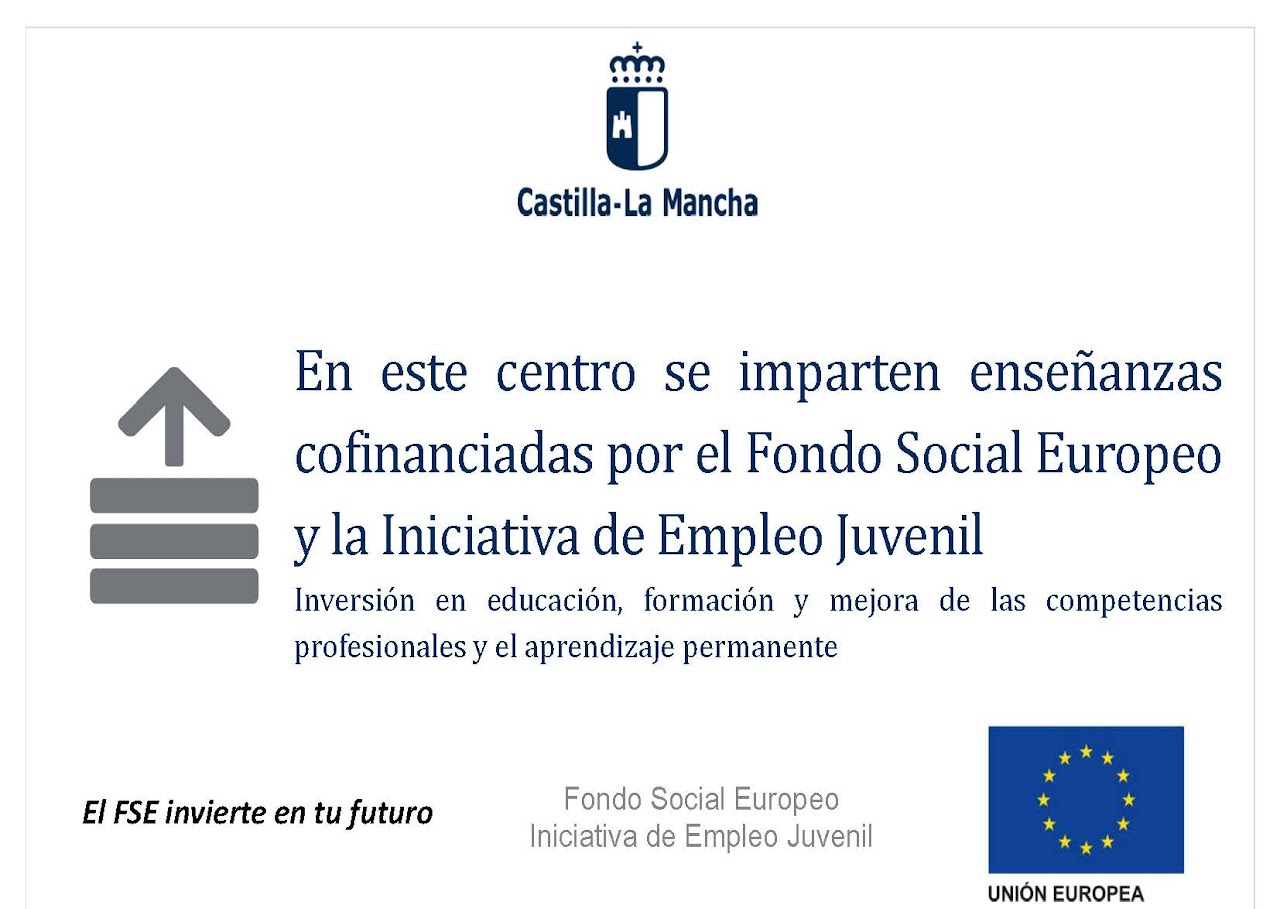 Castilla-La Mancha
En este centro se imparten enseñanzas
cofinanciadas por el Fondo Social Europeo
y la Iniciativa de Empleo Juvenil
Inversión en educación, formación y mejora de las competencias
profesionales y el aprendizaje permanente
El FSE invierte en tu futuro
Fondo Social Europeo
Iniciativa de Empleo Juvenil
UNIÓN EUROPEA